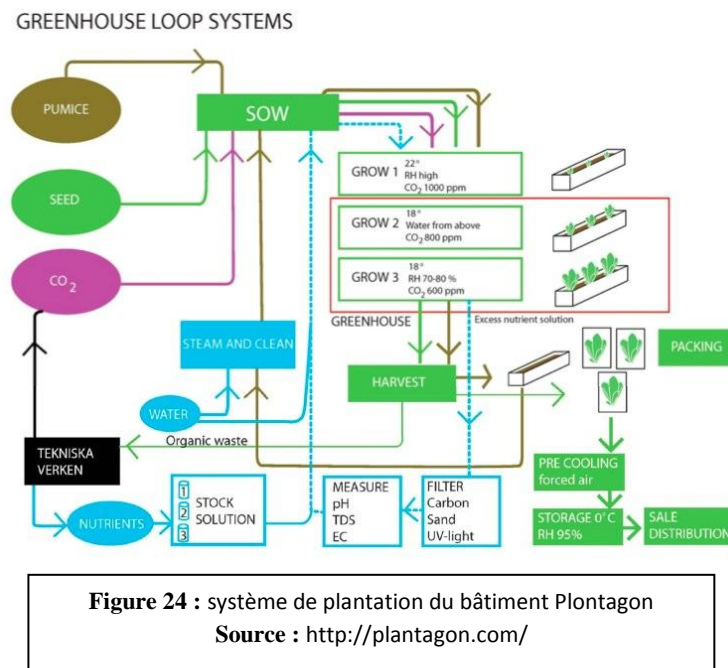 GREENHOUSE LOOP SYSTEMS
PUMICE
SOW
SEED
CO2
GROW 1
22°
RH high
CO2 1000 ppm
GROW 2
18°
Water from above
CO2 800 ppm
GROW 3
18°
RH 70-80 %
CO2 600 ppm
GREENHOUSE
Excess nutrient solution
STEAM AND CLEAN
HARVEST
PACKING
WATER
Organic waste
TEKNISKA
VERKEN
NUTRIENTS
1
2
3
STOCK
SOLUTION
MEASURE
pH
TDS
EC
FILTER
Carbon
Sand
UV-light
PRE COOLING
forced air
STORAGE 0°C
RH 95%
SALE
DISTRIBUTION
Figure 24 : système de plantation du bâtiment Plontagon
Source : http://plantagon.com/